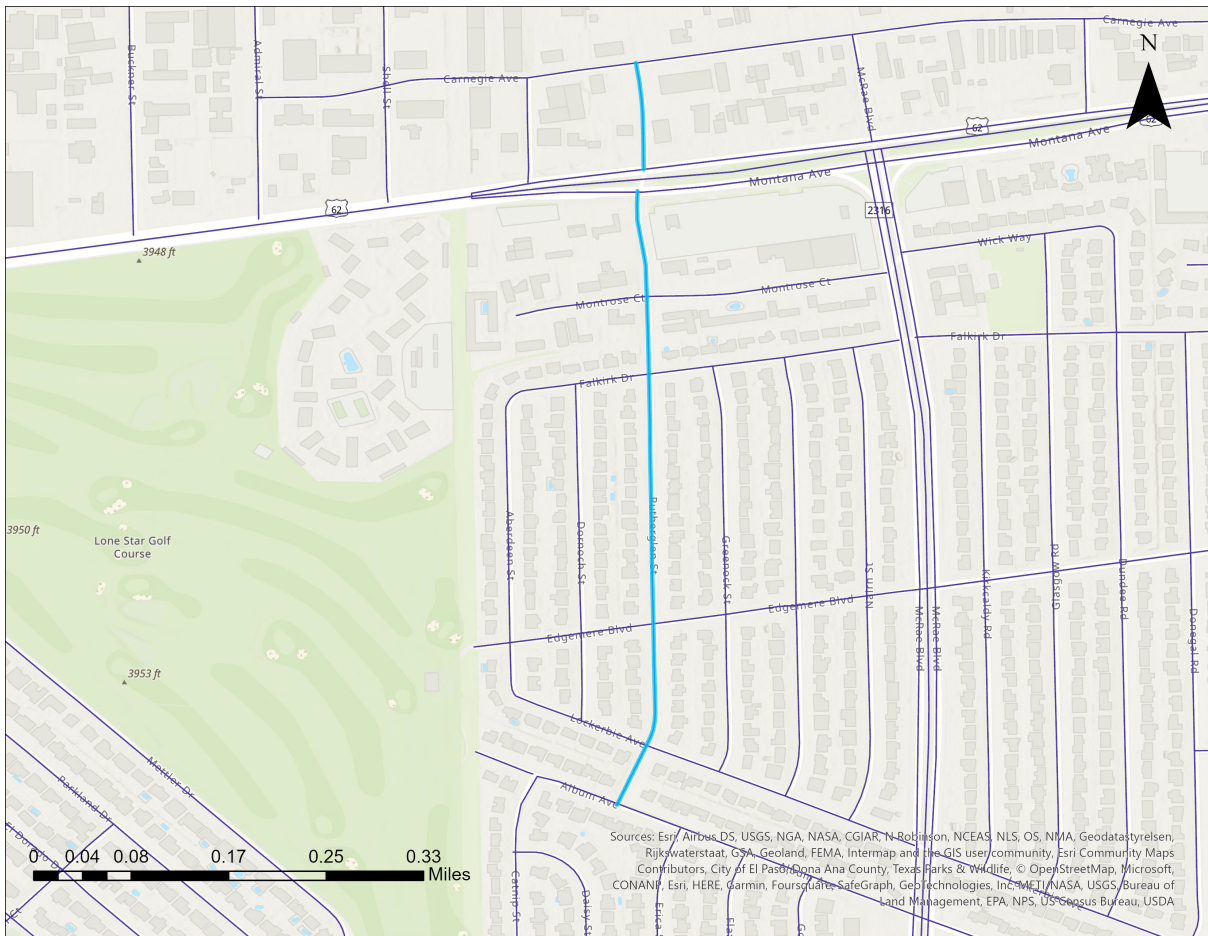 Carnegie Ave
N
Buckner St
Admiral St
Shell St
Carnegie Ave
McRae Blvd
62
62
Montana Ave
Montana Ave
62
2316
3948 ft
Wick Way
Montrose Ct
Montrose Ct
Falkirk Dr
Falkirk Dr
Rutherglen St
Aberdeen St
Dornoch St
Greenock St
Nairn St
Kirkcaldy Rd
Glasgow Rd
Dundee Rd
Donegal Rd
3950 ft
Lone Star Golf
Course
Edgemere Blvd
Edgemere Blvd
McRae Blvd
McRae Blvd
3953 ft
Lockerbie Ave
Mettler Dr
Parkland Dr
Album Ave
El Dorado Dr
0 0.04 0.08 0.17 0.25 0.33
Miles
Catnip St
Daisy St
Erica
Sources: Esri, Airbus DS, USGS, NGA, NASA, CGIAR, N Robinson, NCEAS, NLS, OS, NMA, Geodatastyrelsen,
Rijkswaterstaat, GSA, Geoland, FEMA, Intermap and the GIS user community, Esri Community Maps
Contributors, City of El Paso, Dona Ana County, Texas Parks & Wildlife, © OpenStreetMap, Microsoft,
CONANP, Esri, HERE, Garmin, Foursquare, SafeGraph, GeoTechnologies, Inc, METI/NASA, USGS, Bureau of
Land Management, EPA, NPS, US Census Bureau, USDA